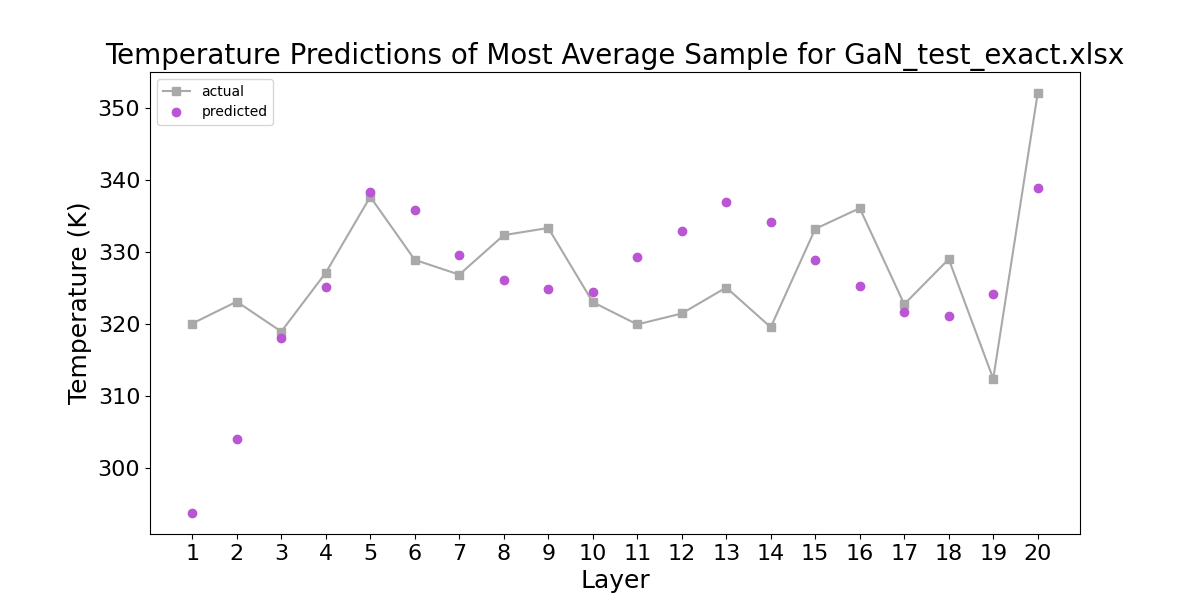 Temperature Predictions of Most Average Sample for GaN_test_exact.xlsx
actual
predicted
Temperature (K)
350
340
330
320
310
300
1 2 3 4 5 6 7 8 9 10 11 12 13 14 15 16 17 18 19 20
Layer